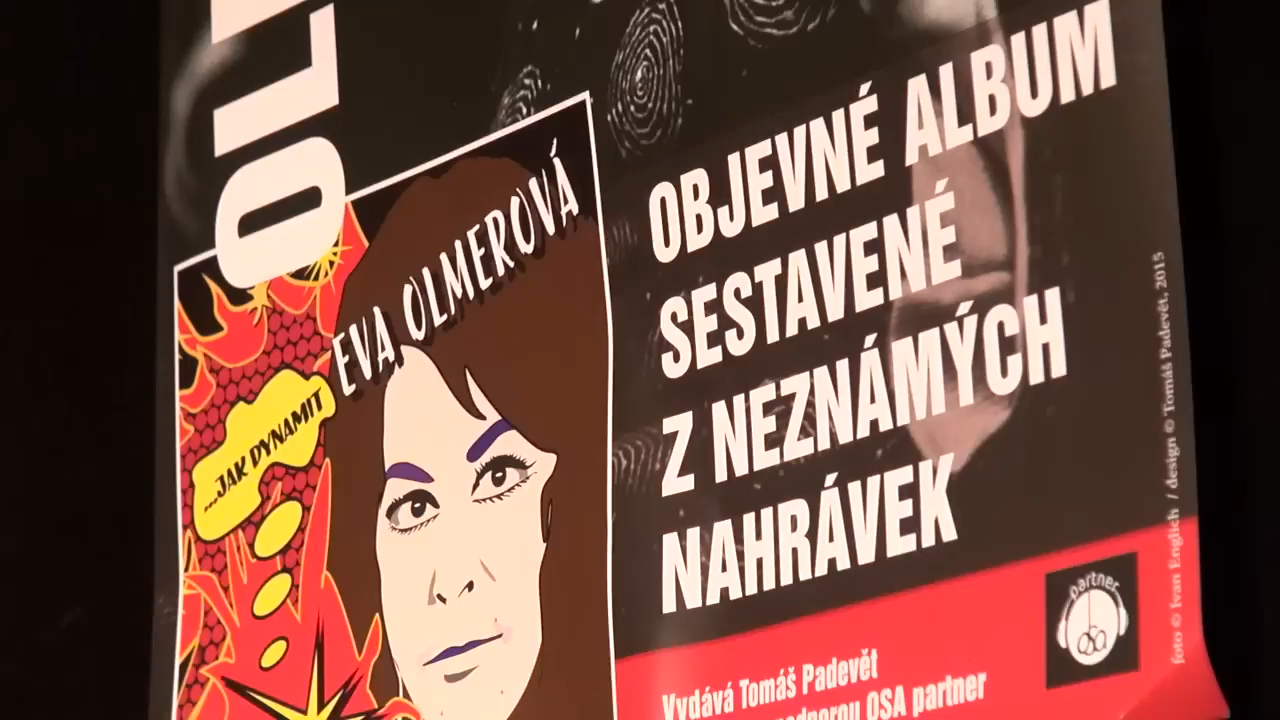 EVA OLMEROVÁ
...JAK DYNAMIT
OBJEVNÉ ALBUM
SESTAVENÉ
Z NEZNÁMÝCH
NAHRÁVEK
Vydává Tomáš Padevět
OSA partner
partner
OSA
foto © Ivan Englich / design © Tomáš Padevět, 2015